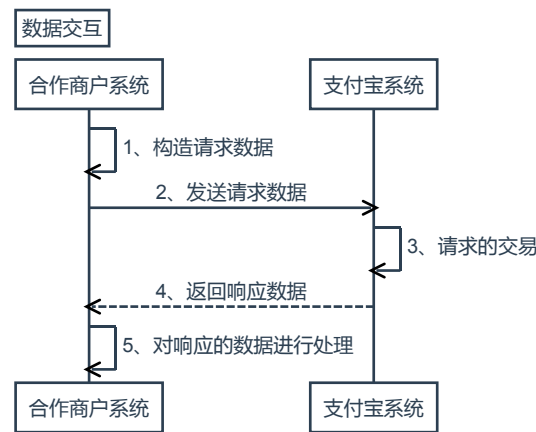 数据交互
合作商户系统
支付宝系统
1、构造请求数据
2、发送请求数据
3、请求的交易
4、返回响应数据
5、对响应的数据进行处理
合作商户系统
支付宝系统